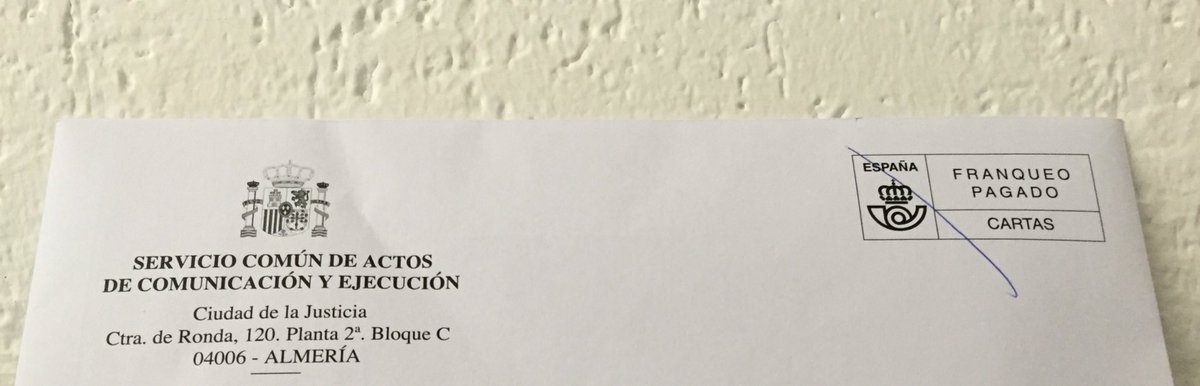 SERVICIO COMÚN DE ACTOS
DE COMUNICACIÓN Y EJECUCIÓN
Ciudad de la Justicia
Ctra. de Ronda, 120. Planta 2ª. Bloque C
04006 - ALMERÍA
ESPAÑA
FRANQUEO
PAGADO
CARTAS